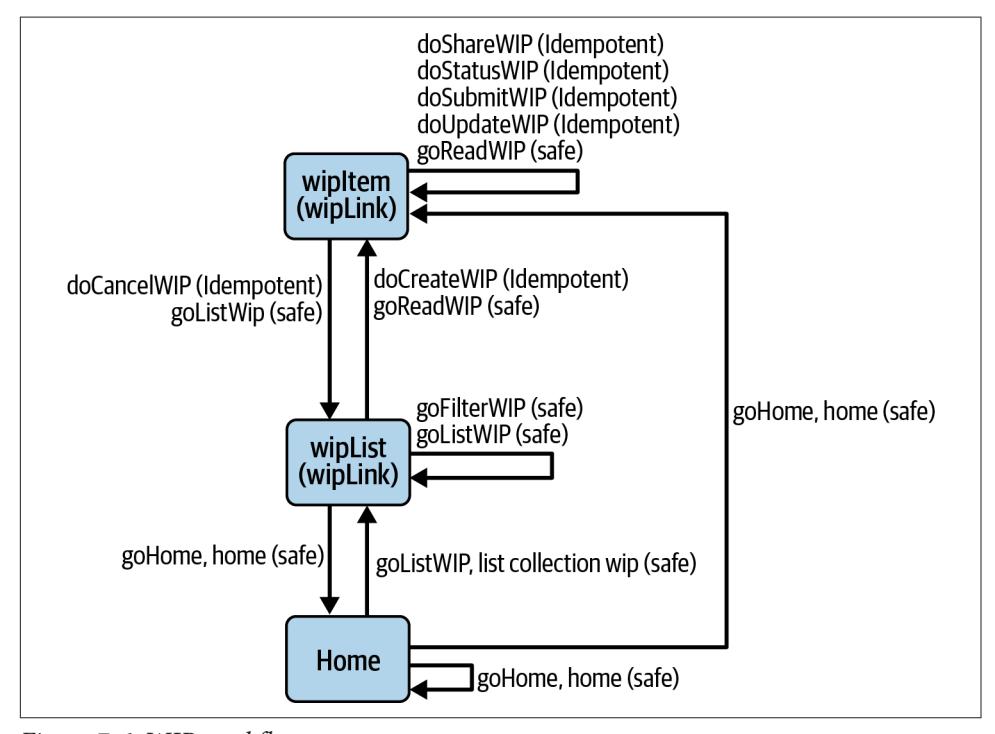 doShareWIP (Idempotent)
doStatusWIP (Idempotent)
doSubmitWIP (Idempotent)
doUpdateWIP (Idempotent)
goReadWIP (safe)
wipItem
(wipLink)
doCancelWIP (Idempotent)
goListWip (safe)
doCreateWIP (Idempotent)
goReadWIP (safe)
goFilterWIP (safe)
goListWIP (safe)
wipList
(wipLink)
goHome, home (safe)
goHome, home (safe)
goListWIP, list collection wip (safe)
Home
goHome, home (safe)